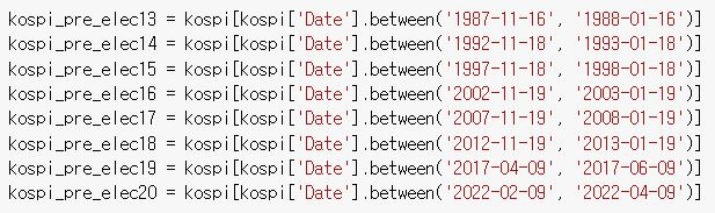 kospi_pre_elec13 = kospi[kospi['Date'].between('1987-11-16', '1988-01-16')]
kospi_pre_elec14 = kospi[kospi['Date'].between('1992-11-18', '1993-01-18')]
kospi_pre_elec15 = kospi[kospi['Date'].between('1997-11-18', '1998-01-18')]
kospi_pre_elec16 = kospi[kospi['Date'].between('2002-11-19', '2003-01-19')]
kospi_pre_elec17 = kospi[kospi['Date'].between('2007-11-19', '2008-01-19')]
kospi_pre_elec18 = kospi[kospi['Date'].between('2012-11-19', '2013-01-19')]
kospi_pre_elec19 = kospi[kospi['Date'].between('2017-04-09', '2017-06-09')]
kospi_pre_elec20 = kospi[kospi['Date'].between('2022-02-09', '2022-04-09')]